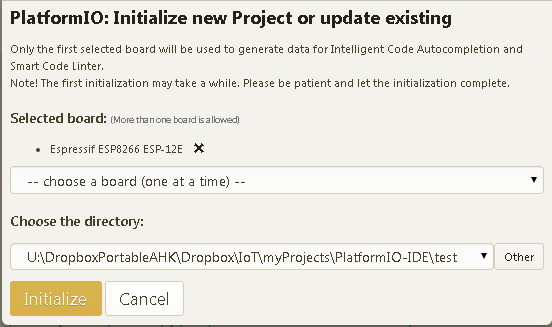 PlatformIO: Initialize new Project or update existing
Only the first selected board will be used to generate data for Intelligent Code Autocompletion and
Smart Code Linter.
Note! The first initialization may take a while. Please be patient and let the initialization complete.
Selected board: (More than one board is allowed)
• Espressif ESP8266 ESP-12E ✕
-- choose a board (one at a time) --
Choose the directory:
U:\DropboxPortableAHK\Dropbox\IoT\myProjects\PlatformIO-IDE\test Other
Initialize Cancel